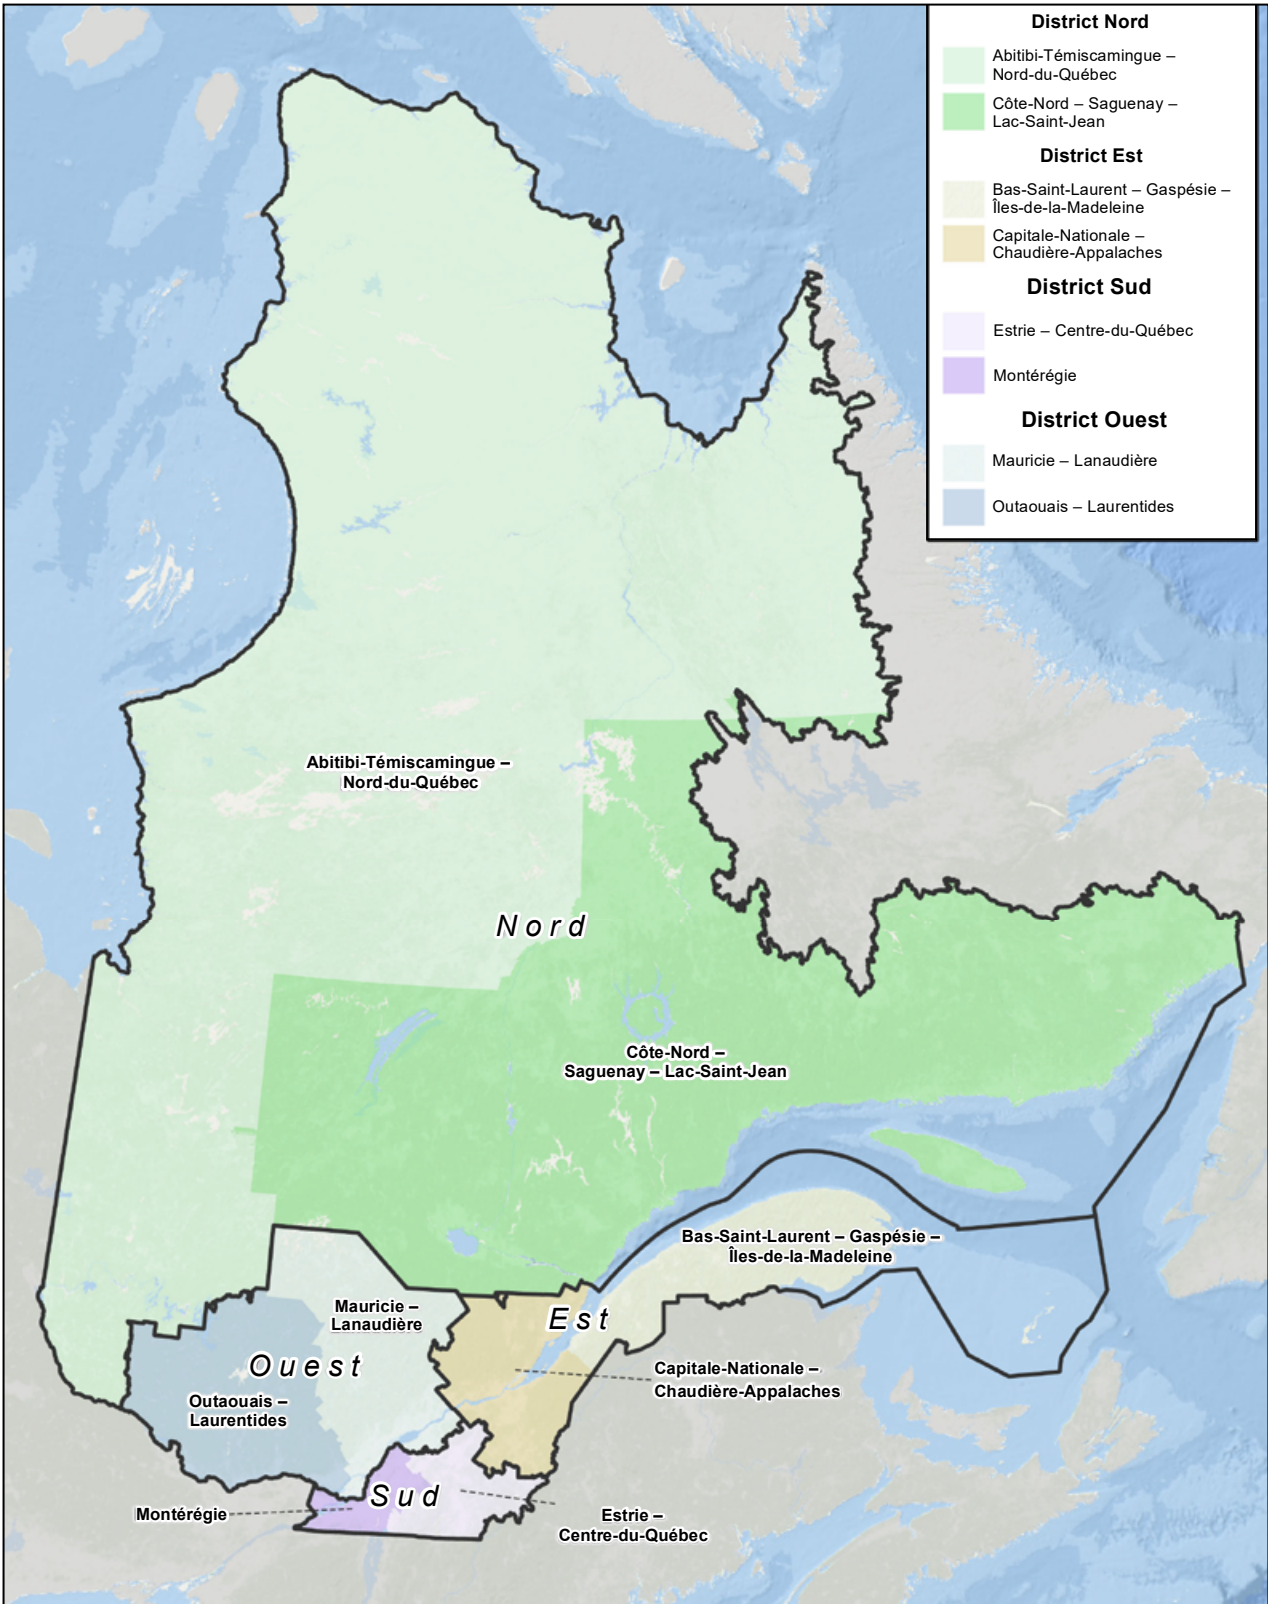 District Nord
Abitibi-Témiscamingue –
Nord-du-Québec
Côte-Nord – Saguenay –
Lac-Saint-Jean
District Est
Bas-Saint-Laurent – Gaspésie –
Îles-de-la-Madeleine
Capitale-Nationale –
Chaudière-Appalaches
District Sud
Estrie – Centre-du-Québec
Montérégie
District Ouest
Mauricie – Lanaudière
Outaouais – Laurentides
Abitibi-Témiscamingue –
Nord-du-Québec
Nord
Côte-Nord –
Saguenay – Lac-Saint-Jean
Bas-Saint-Laurent – Gaspésie –
Îles-de-la-Madeleine
Mauricie –
Lanaudière
Est
Ouest
Capitale-Nationale –
Chaudière-Appalaches
Outaouais –
Laurentides
Sud
Montérégie
Estrie –
Centre-du-Québec